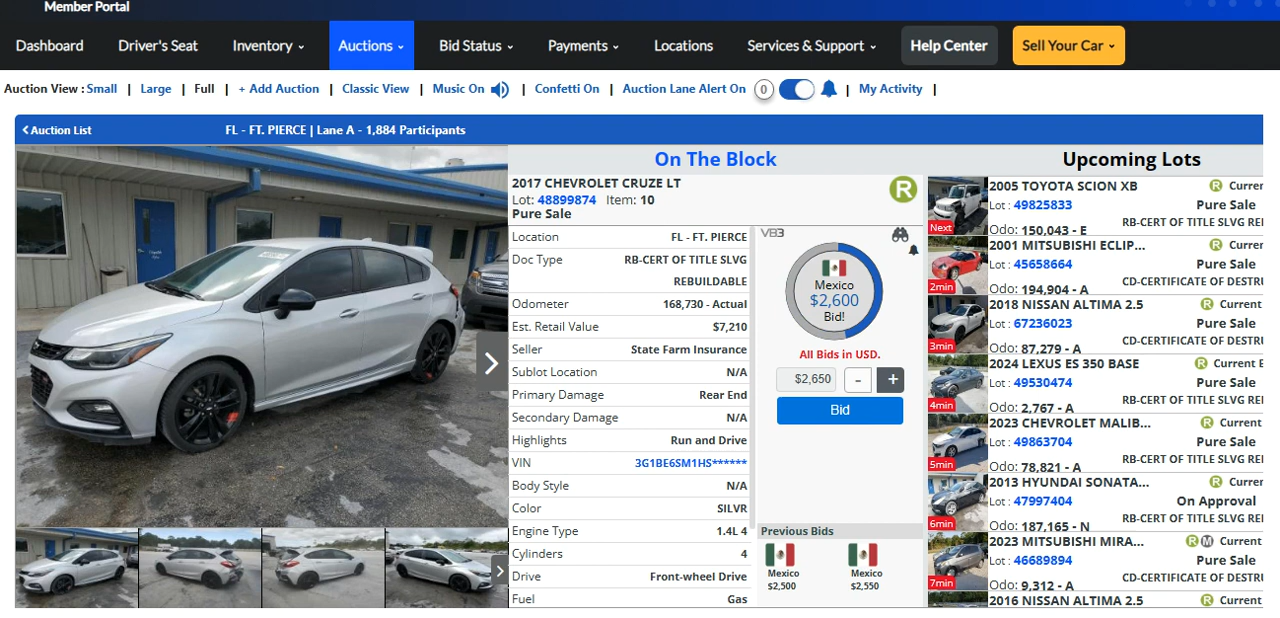 Member Portal
Dashboard Driver's Seat Inventory Auctions Bid Status Payments Locations Services & Support Help Center Sell Your Car
Auction View : Small | Large | Full | + Add Auction | Classic View | Music On | Confetti On | Auction Lane Alert On 0 | My Activity |
Auction List FL - FT. PIERCE | Lane A - 1,884 Participants
On The Block
2017 CHEVROLET CRUZE LT
R
Lot: 48899874 Item: 10
Pure Sale
Location FL - FT. PIERCE
Doc Type RB-CERT OF TITLE SLVG
REBUILDABLE
Odometer 168,730 - Actual
Est. Retail Value $7,210
Seller State Farm Insurance
Sublot Location N/A
Primary Damage Rear End
Secondary Damage N/A
Highlights Run and Drive
VIN 3G1BE6SM1HS******
Body Style N/A
Color SILVR
Engine Type 1.4L 4
Cylinders 4
Drive Front-wheel Drive
Fuel Gas
VB3
Mexico
$2,600
Bid!
All Bids in USD.
$2,650 - +
Bid
Previous Bids
Mexico Mexico
$2,500 $2,550
Upcoming Lots
2005 TOYOTA SCION XB R Curren
Lot : 49825833 Pure Sale
RB-CERT OF TITLE SLVG REI
Next
Odo: 150,043 - E
2001 MITSUBISHI ECLIP... R Curren
Lot : 45658664 Pure Sale
CD-CERTIFICATE OF DESTRU
2min
Odo: 194,904 - A
2018 NISSAN ALTIMA 2.5 R Current
Lot : 67236023 Pure Sale
CD-CERTIFICATE OF DESTRU
3min
Odo: 87,279 - A
2024 LEXUS ES 350 BASE R Current B
Lot : 49530474 Pure Sale
RB-CERT OF TITLE SLVG REI
4min
Odo: 2,767 - A
2023 CHEVROLET MALIB... R Current
Lot : 49863704 Pure Sale
RB-CERT OF TITLE SLVG REI
5min
Odo: 78,821 - A
2013 HYUNDAI SONATA... R Curren
Lot : 47997404 On Approval
RB-CERT OF TITLE SLVG REI
6min
Odo: 187,165 - N
2023 MITSUBISHI MIRA... R M Current
Lot : 46689894 Pure Sale
CD-CERTIFICATE OF DESTRU
7min
Odo: 9,312 - A
2016 NISSAN ALTIMA 2.5 R Current